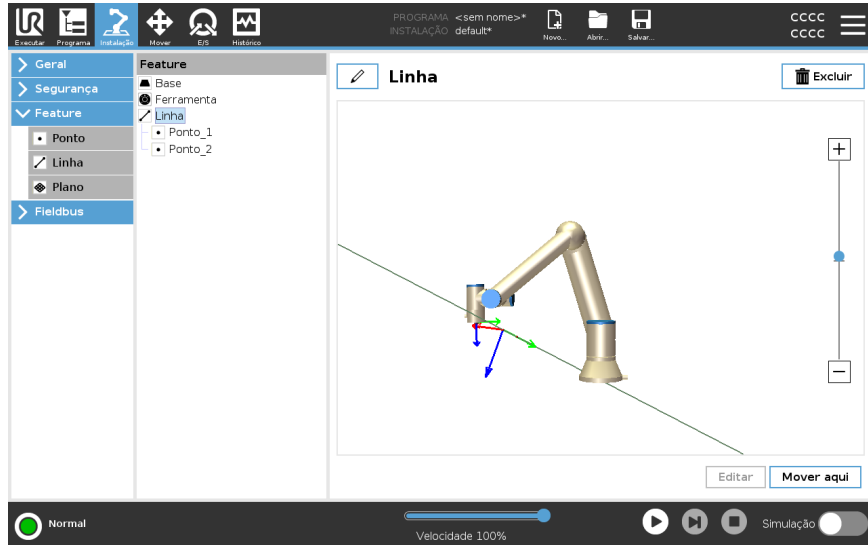 UR
Executar
Programa
Instalação
Mover
E/S
Histórico
PROGRAMA <sem nome>*
INSTALAÇÃO default*
Novo...
Abrir...
Salvar...
CCCC
CCCC
Geral
Segurança
Feature
Ponto
Linha
Plano
Fieldbus
Feature
Base
Ferramenta
Linha
Ponto_1
Ponto_2
Linha
Excluir
Editar
Mover aqui
Normal
Velocidade 100%
Simulação